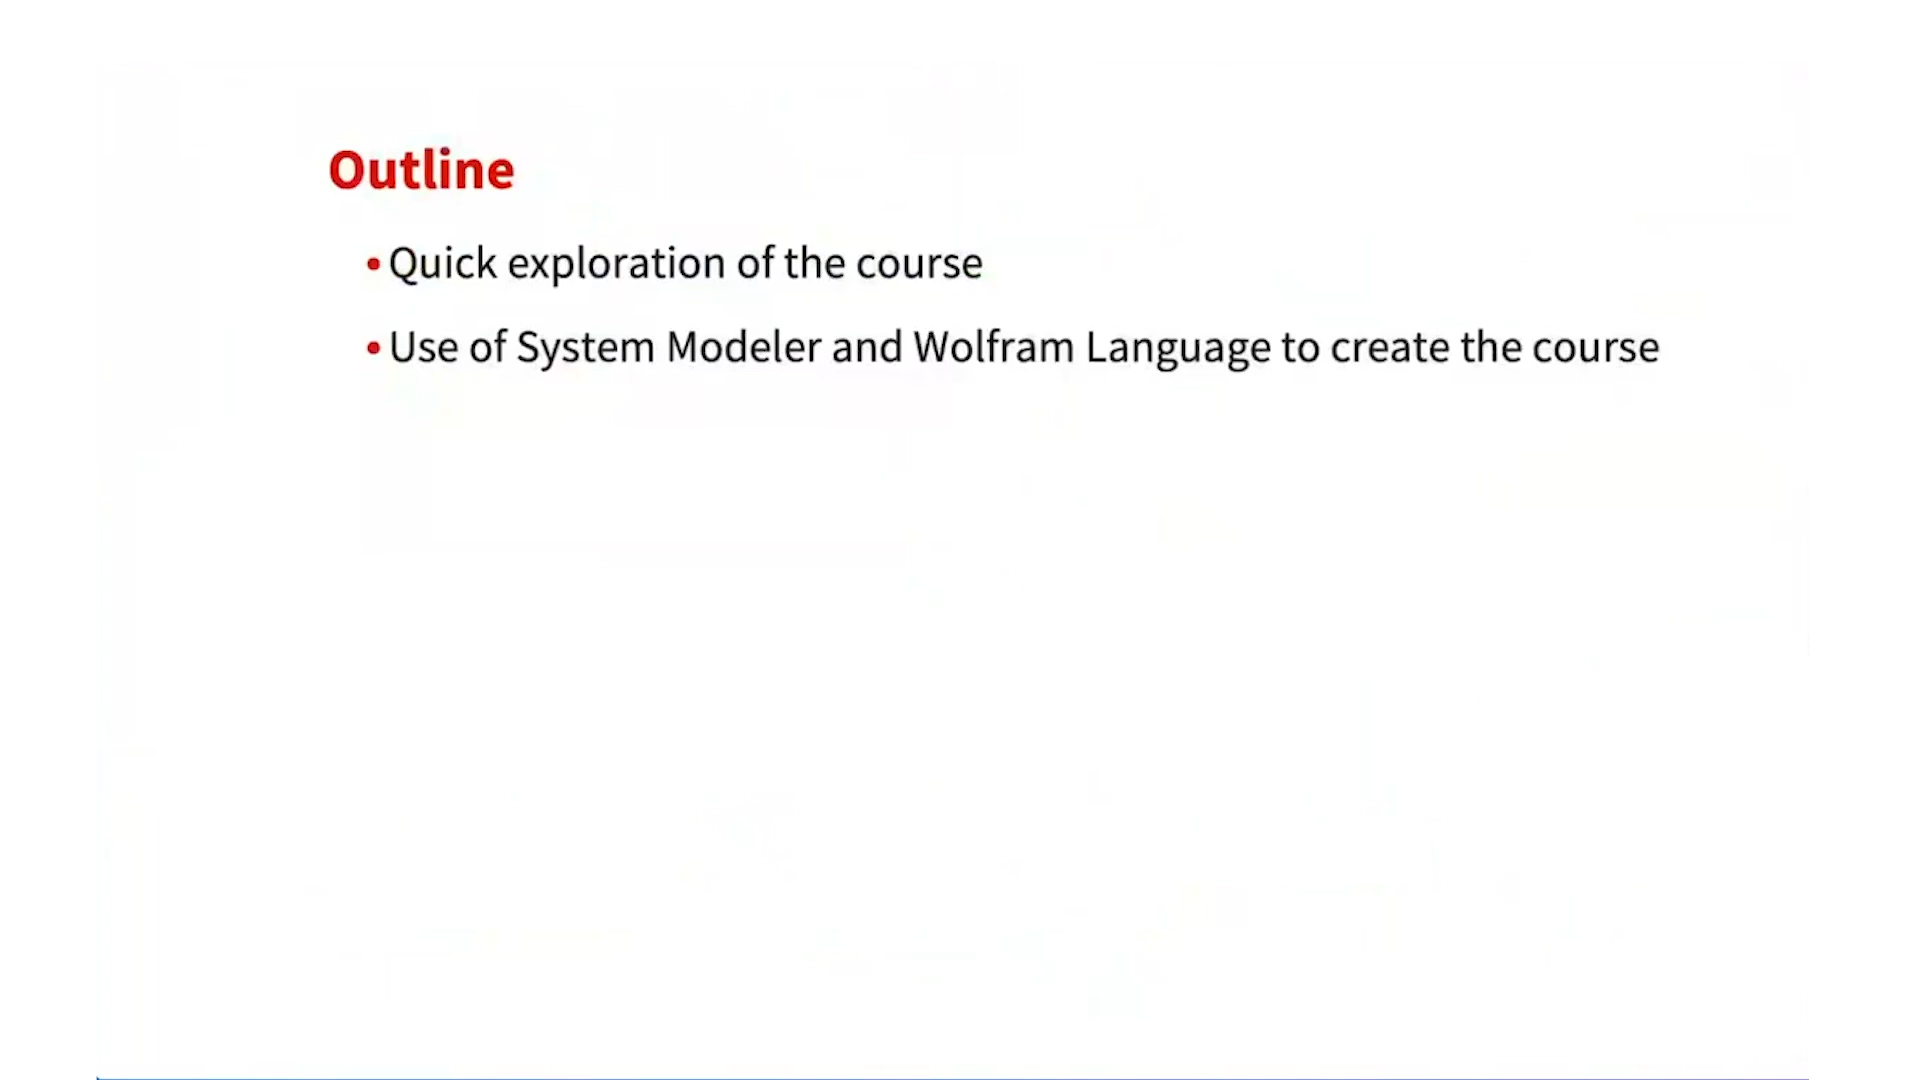 Outline
• Quick exploration of the course
• Use of System Modeler and Wolfram Language to create the course